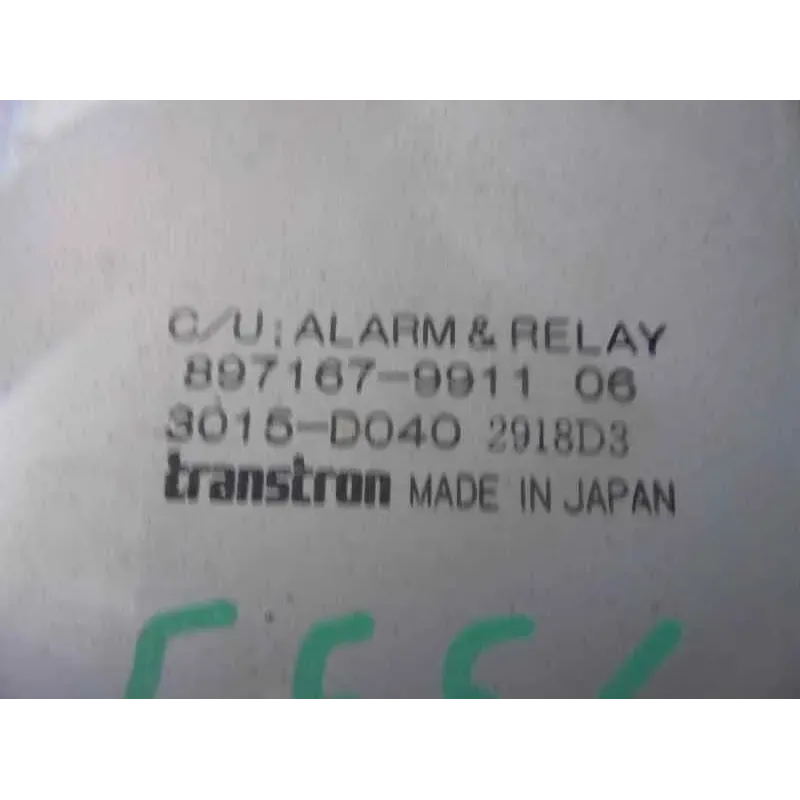 C/U; ALARM & RELAY
897167-9911 06
3015-D040 2918D3
transtron MADE IN JAPAN